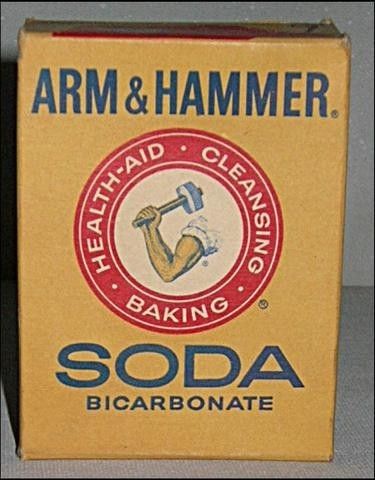 ARM & HAMMER®
HEALTH-AID · CLEANSING · BAKING ·
®
®
SODA
BICARBONATE